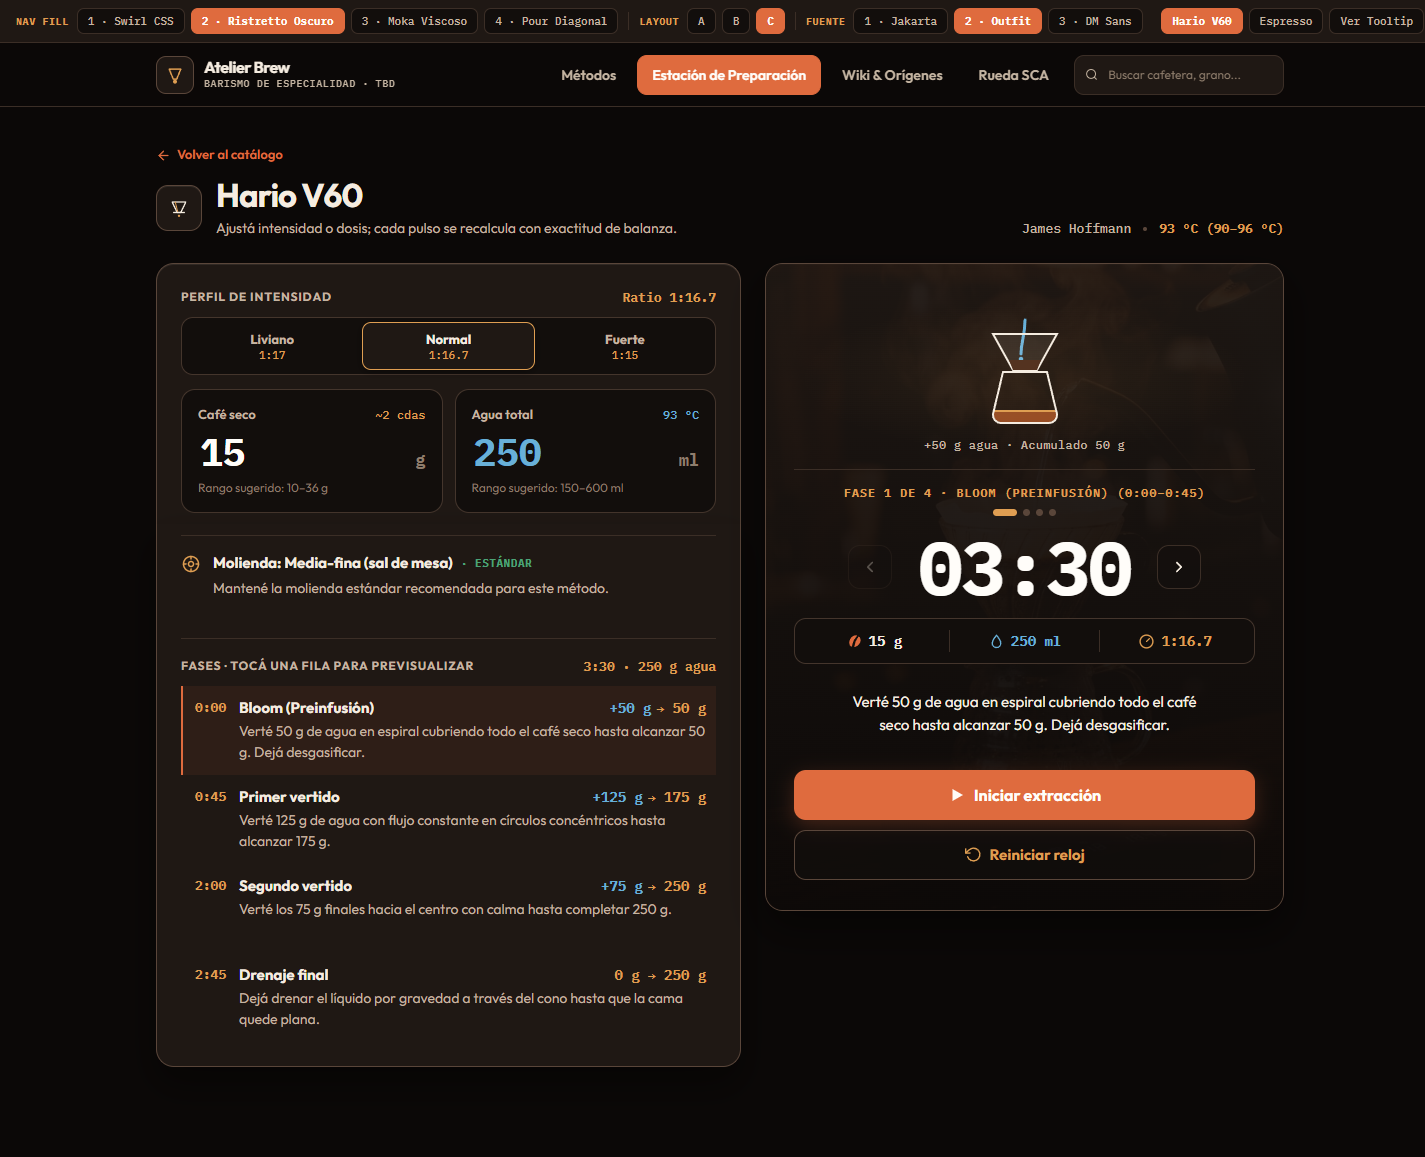 NAV FILL 1 · Swirl CSS 2 · Ristretto Oscuro 3 · Moka Viscoso 4 · Pour Diagonal LAYOUT A B C FUENTE 1 · Jakarta 2 · Outfit 3 · DM Sans Hario V60 Espresso Ver Tooltip
Atelier Brew
BARISMO DE ESPECIALIDAD · TBD
Métodos Estación de Preparación Wiki & Orígenes Rueda SCA Buscar cafetera, grano...
← Volver al catálogo
Hario V60
Ajustá intensidad o dosis; cada pulso se recalcula con exactitud de balanza.
James Hoffmann • 93 °C (90–96 °C)
PERFIL DE INTENSIDAD Ratio 1:16.7
Liviano Normal Fuerte
1:17 1:16.7 1:15
Café seco ~2 cdas
15 g
Rango sugerido: 10–36 g
Agua total 93 °C
250 ml
Rango sugerido: 150–600 ml
Molienda: Media-fina (sal de mesa) · ESTÁNDAR
Mantené la molienda estándar recomendada para este método.
FASES · TOCÁ UNA FILA PARA PREVISUALIZAR 3:30 · 250 g agua
0:00 Bloom (Preinfusión) +50 g → 50 g
Verté 50 g de agua en espiral cubriendo todo el café seco hasta alcanzar 50
g. Dejá desgasificar.
0:45 Primer vertido +125 g → 175 g
Verté 125 g de agua con flujo constante en círculos concéntricos hasta
alcanzar 175 g.
2:00 Segundo vertido +75 g → 250 g
Verté los 75 g finales hacia el centro con calma hasta completar 250 g.
2:45 Drenaje final 0 g → 250 g
Dejá drenar el líquido por gravedad a través del cono hasta que la cama
quede plana.
+50 g agua · Acumulado 50 g
FASE 1 DE 4 · BLOOM (PREINFUSIÓN) (0:00–0:45)
03:30
15 g 250 ml 1:16.7
Verté 50 g de agua en espiral cubriendo todo el café
seco hasta alcanzar 50 g. Dejá desgasificar.
Iniciar extracción
Reiniciar reloj